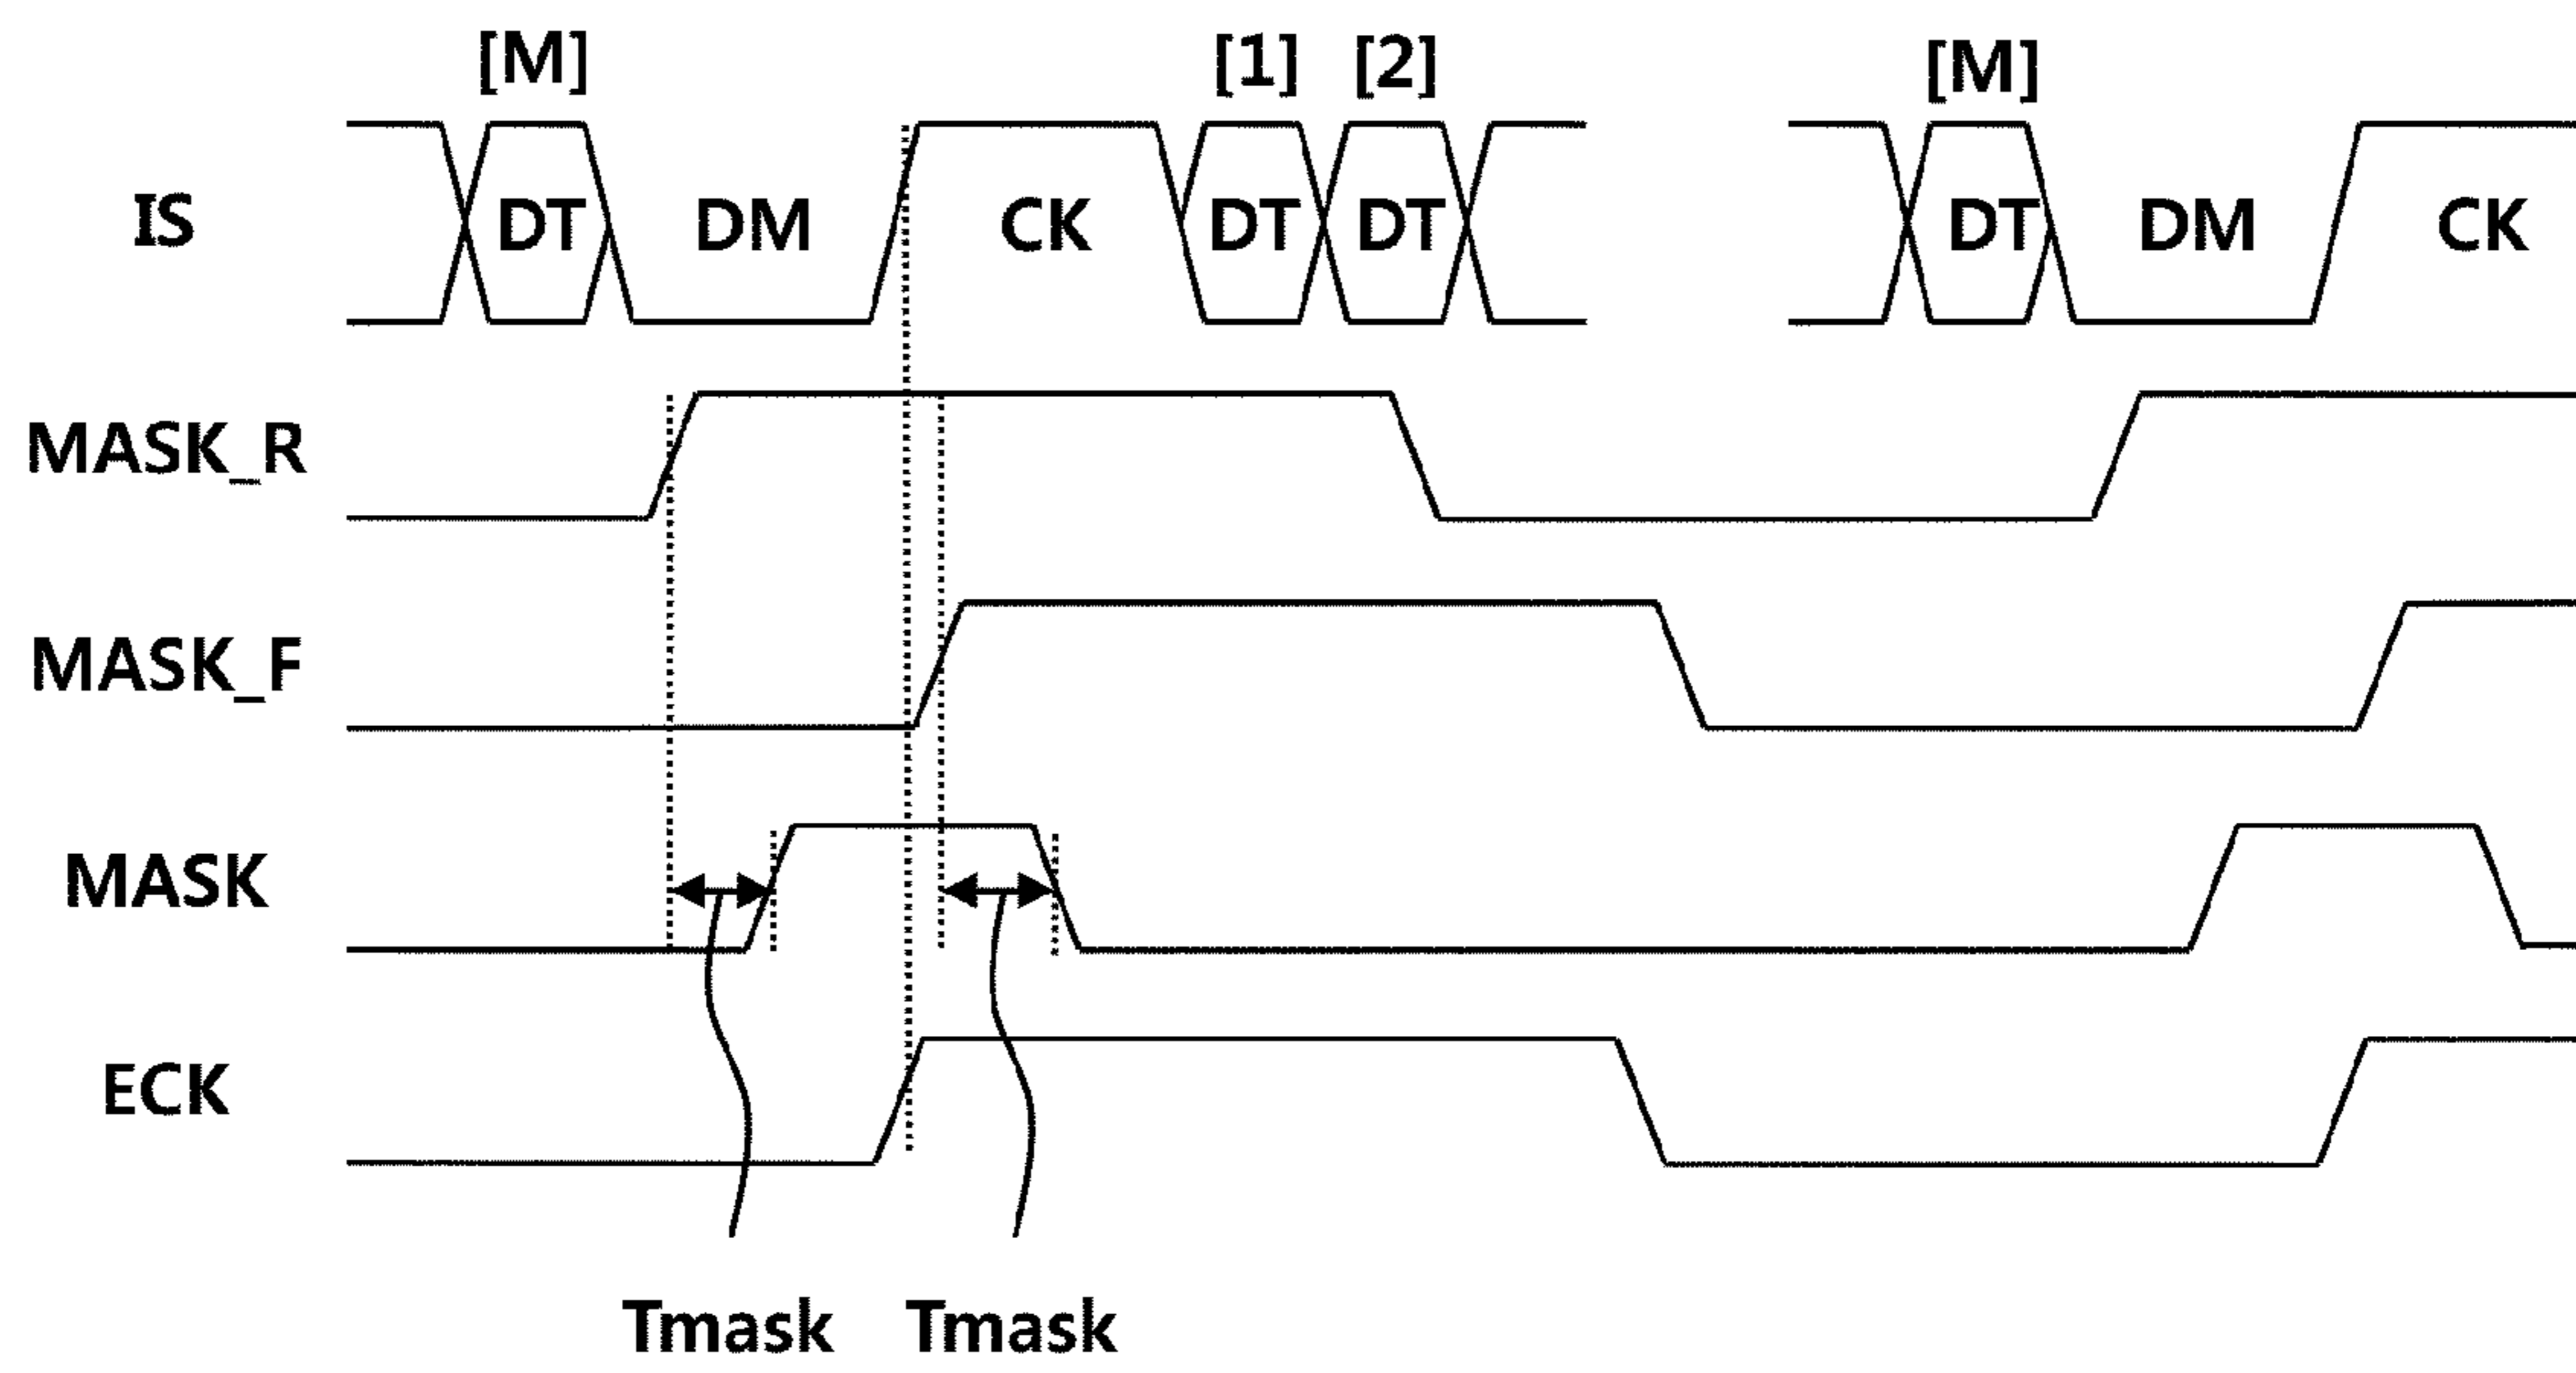 [M] [1] [2] [M]
IS DT DM CK DT DT DT DM CK
MASK_R
MASK_F
MASK
ECK
Tmask Tmask